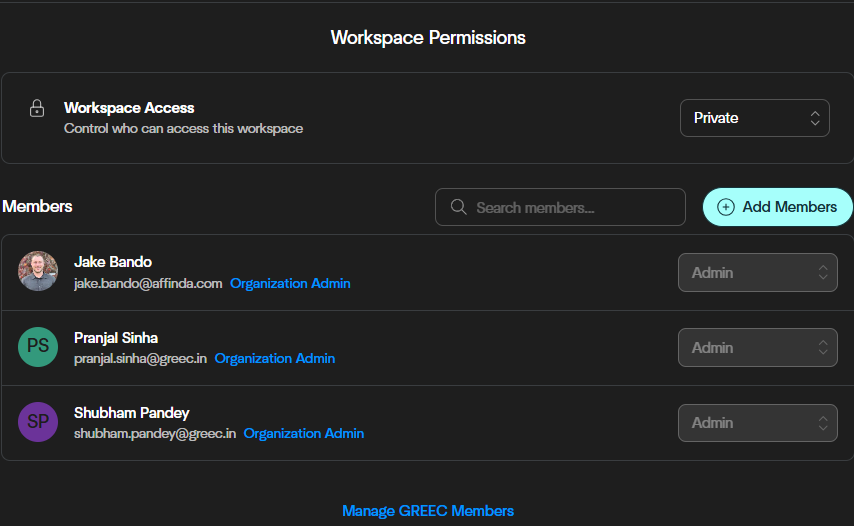 Workspace Permissions
Workspace Access
Control who can access this workspace
Private
Members
Search members...
Add Members
Jake Bando
jake.bando@affinda.com Organization Admin
Admin
PS
Pranjal Sinha
pranjal.sinha@greec.in Organization Admin
Admin
SP
Shubham Pandey
shubham.pandey@greec.in Organization Admin
Admin
Manage GREEC Members